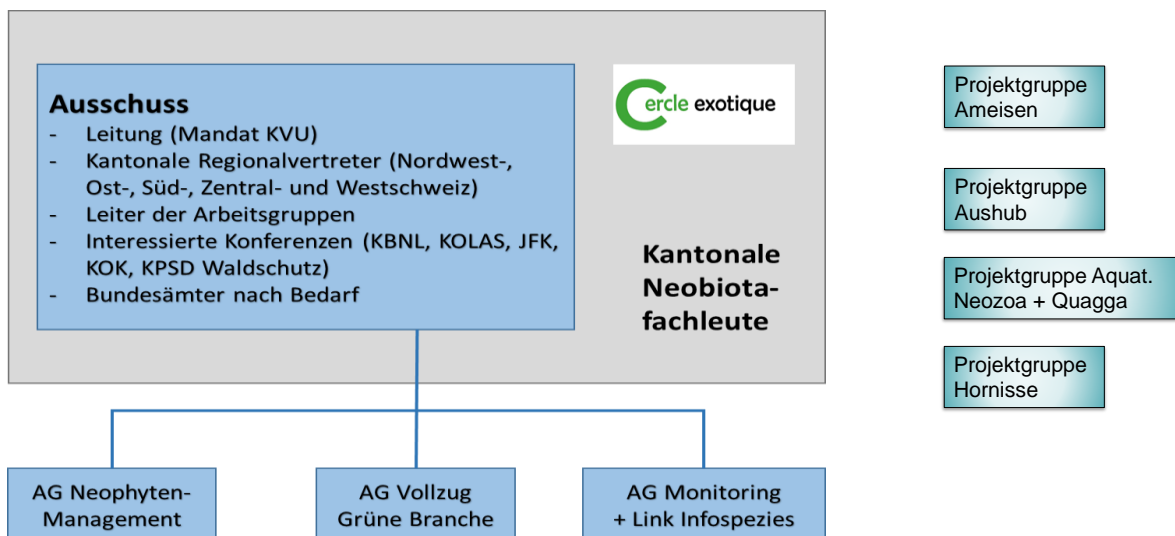 Ausschuss
- Leitung (Mandat KVU)
- Kantonale Regionalvertreter (Nordwest-,
Ost-, Süd-, Zentral- und Westschweiz)
- Leiter der Arbeitsgruppen
- Interessierte Konferenzen (KBNL, KOLAS, JFK,
KOK, KPSD Waldschutz)
- Bundesämter nach Bedarf
Cercle exotique
Kantonale
Neobiota-
fachleute
AG Neophyten-
Management
AG Vollzug
Grüne Branche
AG Monitoring
+ Link Infospezies
Projektgruppe
Ameisen
Projektgruppe
Aushub
Projektgruppe Aquat.
Neozoa + Quagga
Projektgruppe
Hornisse